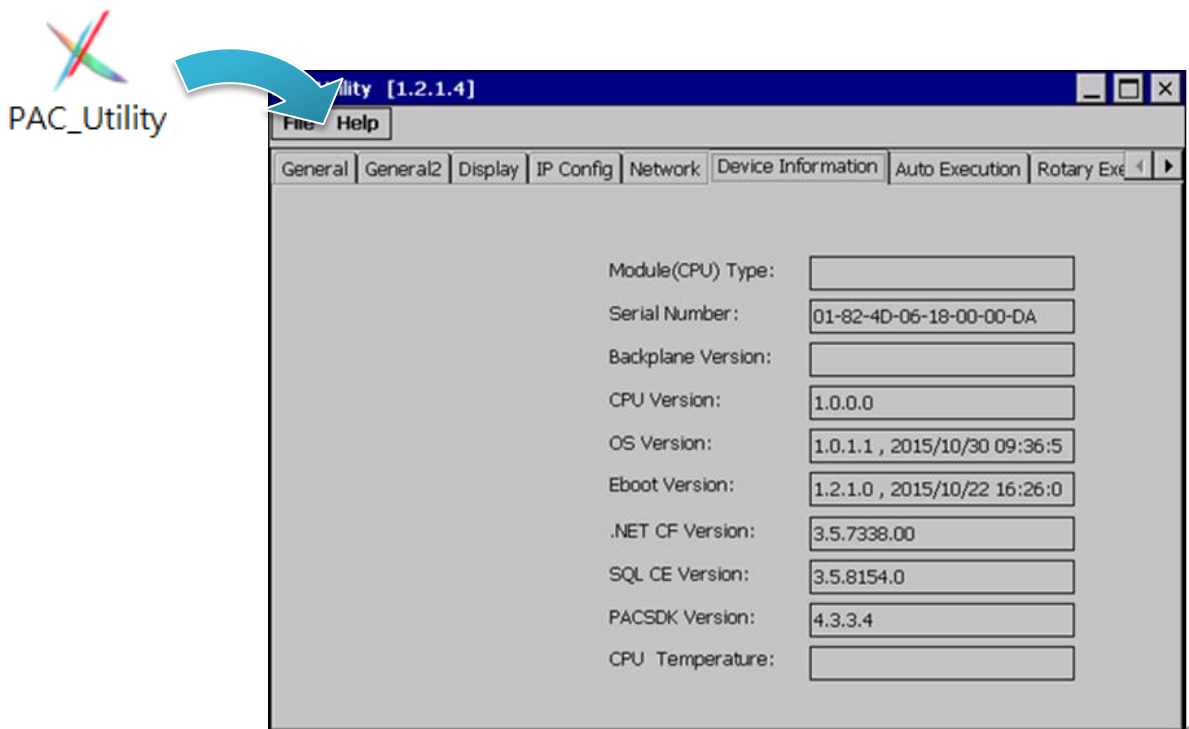 PAC_Utility
lity [1.2.1.4]
File Help
General General2 Display IP Config Network Device Information Auto Execution Rotary Exe
Module(CPU) Type:
Serial Number: 01-82-4D-06-18-00-00-DA
Backplane Version:
CPU Version: 1.0.0.0
OS Version: 1.0.1.1 , 2015/10/30 09:36:5
Eboot Version: 1.2.1.0 , 2015/10/22 16:26:0
.NET CF Version: 3.5.7338.00
SQL CE Version: 3.5.8154.0
PACSDK Version: 4.3.3.4
CPU Temperature: